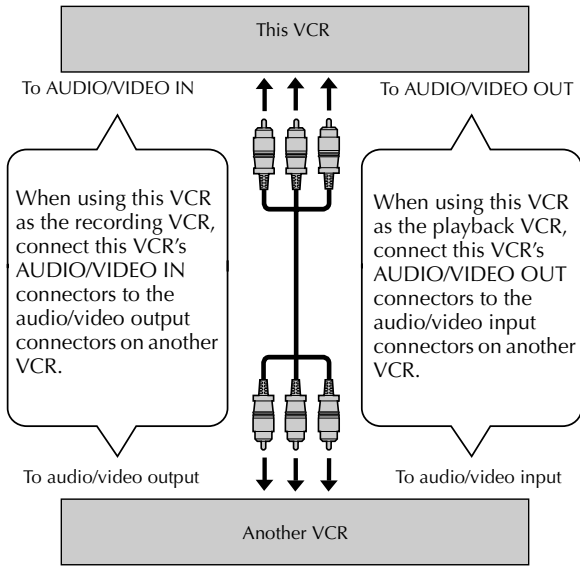 This VCR
To AUDIO/VIDEO IN
To AUDIO/VIDEO OUT
When using this VCR
as the recording VCR,
connect this VCR's
AUDIO/VIDEO IN
connectors to the
audio/video output
connectors on another
VCR.
When using this VCR
as the playback VCR,
connect this VCR's
AUDIO/VIDEO OUT
connectors to the
audio/video input
connectors on another
VCR.
To audio/video output
To audio/video input
Another VCR